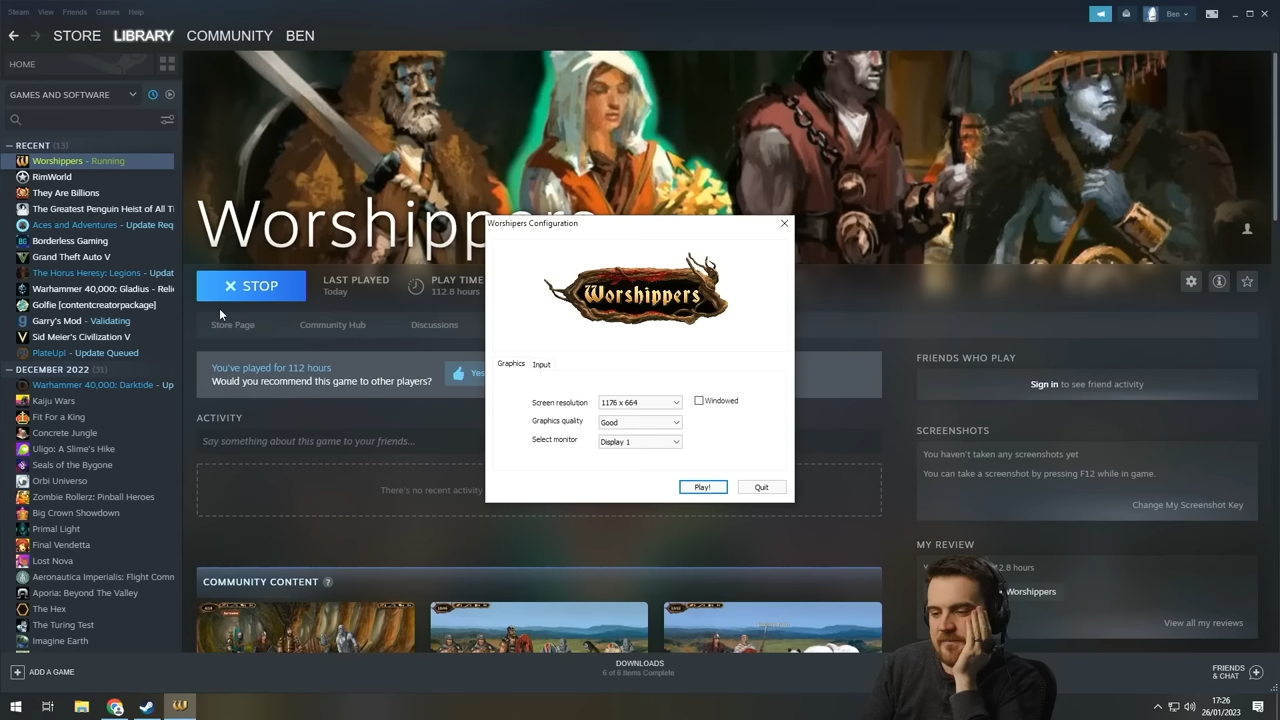 Steam View Friends Games Help
Ben
STORE LIBRARY COMMUNITY BEN
HOME
GAMES AND SOFTWARE
RECENT (13)
Worshippers - Running
RimWorld
They Are Billions
The Greatest Penguin Heist of All Ti
Aces and Adventures - Update Req
Borderless Gaming
Grand Theft Auto V
The Horus Heresy: Legions - Updat
Warhammer 40,000: Gladius - Reli
Golfie [contentcreatorpackage]
Garry's Mod - Validating
Sid Meier's Civilization V
PlateUp! - Update Queued
DECEMBER 2022 (31)
Warhammer 40,000: Darktide - Up
Kaiju Wars
Fit For a King
Concrete Jungle
Uligo: A Slime's Hike
Seals of the Bygone
Orbi Universo
Zombie Rollerz: Pinball Heroes
Big Crown Showdown
Primal Light
Final Vendetta
Lost Nova
Aeronautica Imperialis: Flight Comm
Aporia: Beyond The Valley
The Hex
The Turing Test
Imagine Earth
ADD A GAME
Worshippers
STOP
LAST PLAYED
Today
PLAY TIME
112.8 hours
Store Page Community Hub Discussions
You've played for 112 hours
Would you recommend this game to other players?
Yes
ACTIVITY
Say something about this game to your friends...
There's no recent activity
COMMUNITY CONTENT ?
Worshipers Configuration
Worshippers
Graphics Input
Screen resolution 1176 x 664 Windowed
Graphics quality Good
Select monitor Display 1
Play! Quit
FRIENDS WHO PLAY
Sign in to see friend activity
SCREENSHOTS
You haven't taken any screenshots yet
You can take a screenshot by pressing F12 while in game.
Change My Screenshot Key
MY REVIEW
12.8 hours
Worshippers
View all my reviews
DOWNLOADS
6 of 6 Items Complete
FRIENDS
& CHAT
17:26
26/01/2023